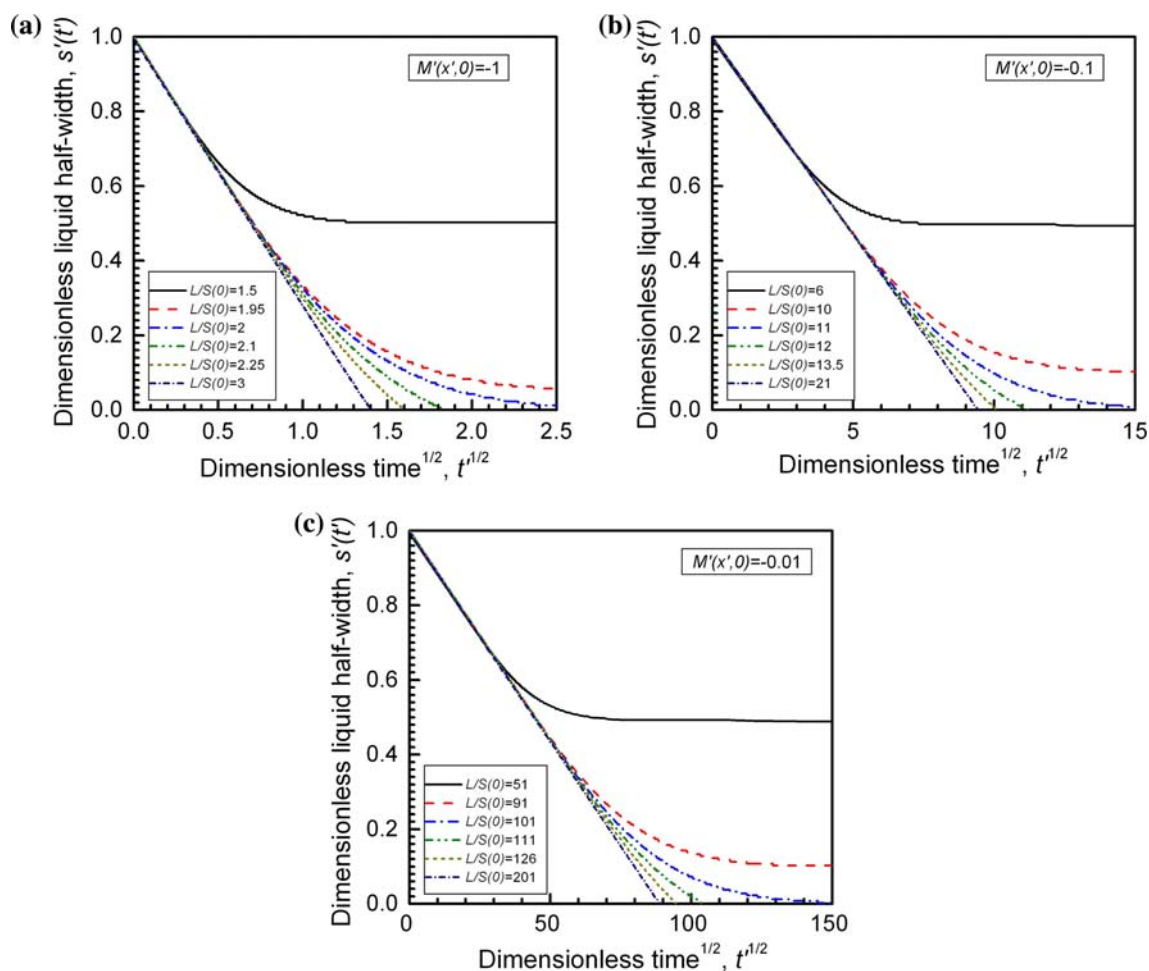 (a)
Dimensionless liquid half-width, s'(t')
1.0
0.8
0.6
0.4
0.2
0.0
M'(x',0)=-1
L/S(0)=1.5
L/S(0)=1.95
L/S(0)=2
L/S(0)=2.1
L/S(0)=2.25
L/S(0)=3
0.0 0.5 1.0 1.5 2.0 2.5
Dimensionless time^1/2, t'^1/2
(b)
Dimensionless liquid half-width, s'(t')
1.0
0.8
0.6
0.4
0.2
0.0
M'(x',0)=-0.1
L/S(0)=6
L/S(0)=10
L/S(0)=11
L/S(0)=12
L/S(0)=13.5
L/S(0)=21
0 5 10 15
Dimensionless time^1/2, t'^1/2
(c)
Dimensionless liquid half-width, s'(t')
1.0
0.8
0.6
0.4
0.2
0.0
M'(x',0)=-0.01
L/S(0)=51
L/S(0)=91
L/S(0)=101
L/S(0)=111
L/S(0)=126
L/S(0)=201
0 50 100 150
Dimensionless time^1/2, t'^1/2